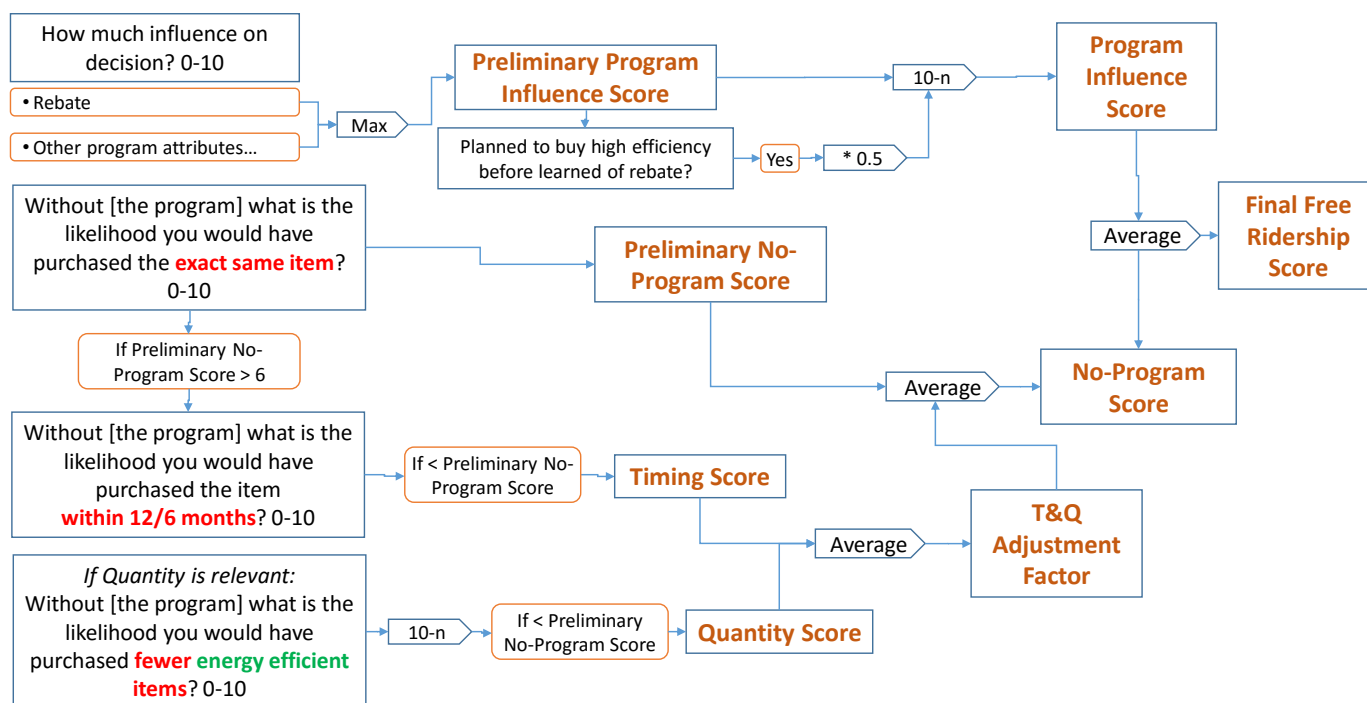 How much influence on
decision? 0-10
• Rebate
• Other program attributes...
Max
Preliminary Program
Influence Score
Planned to buy high efficiency
before learned of rebate?
Yes
* 0.5
10-n
Program
Influence
Score
Without [the program] what is the
likelihood you would have
purchased the exact same item?
0-10
Preliminary No-
Program Score
Average
Final Free
Ridership
Score
If Preliminary No-
Program Score > 6
Average
No-Program
Score
Without [the program] what is the
likelihood you would have
purchased the item
within 12/6 months? 0-10
If < Preliminary No-
Program Score
Timing Score
Average
T&Q
Adjustment
Factor
If Quantity is relevant:
Without [the program] what is the
likelihood you would have
purchased fewer energy efficient
items? 0-10
10-n
If < Preliminary
No-Program Score
Quantity Score